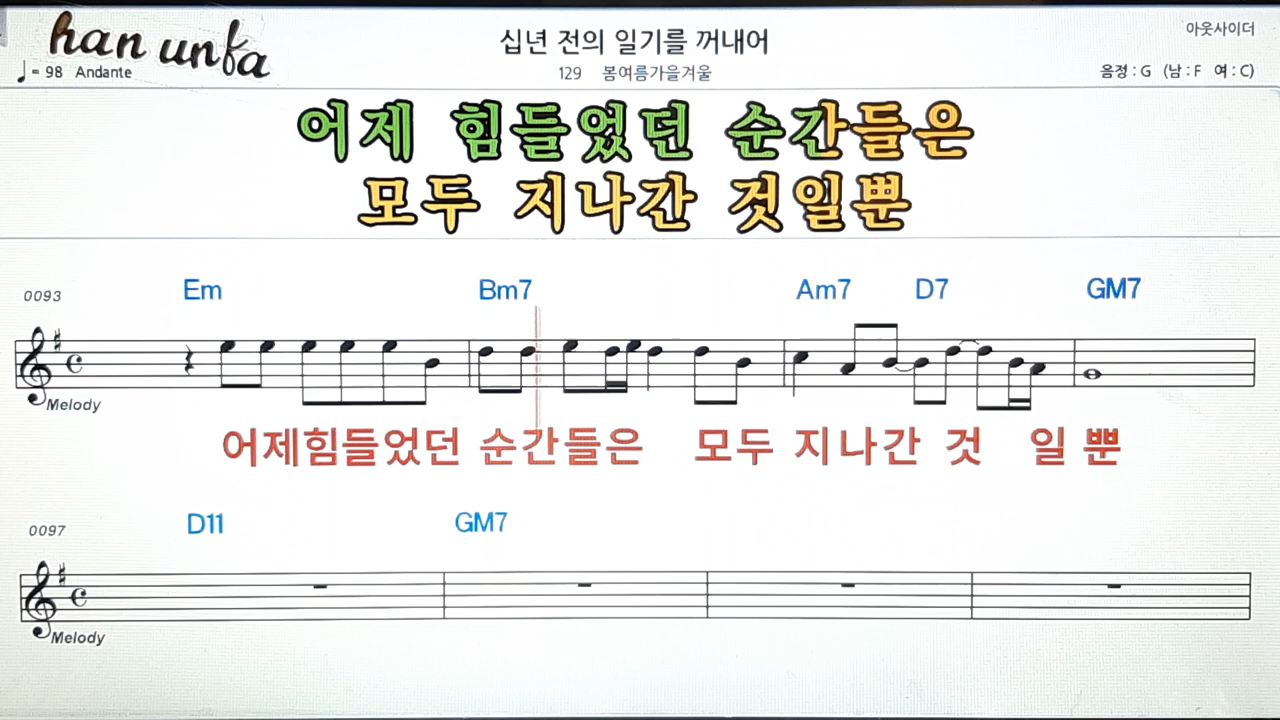 han unfa
십년 전의 일기를 꺼내어
아웃사이더
♩= 98 Andante
129 봄여름가을겨울
음정 : G (남 : F 여 : C)
어제 힘들었던 순간들은
모두 지나간 것일뿐
0093 Em Bm7 Am7 D7 GM7
Melody
어제힘들었던 순간들은 모두 지나간 것 일 뿐
0097 D11 GM7
Melody